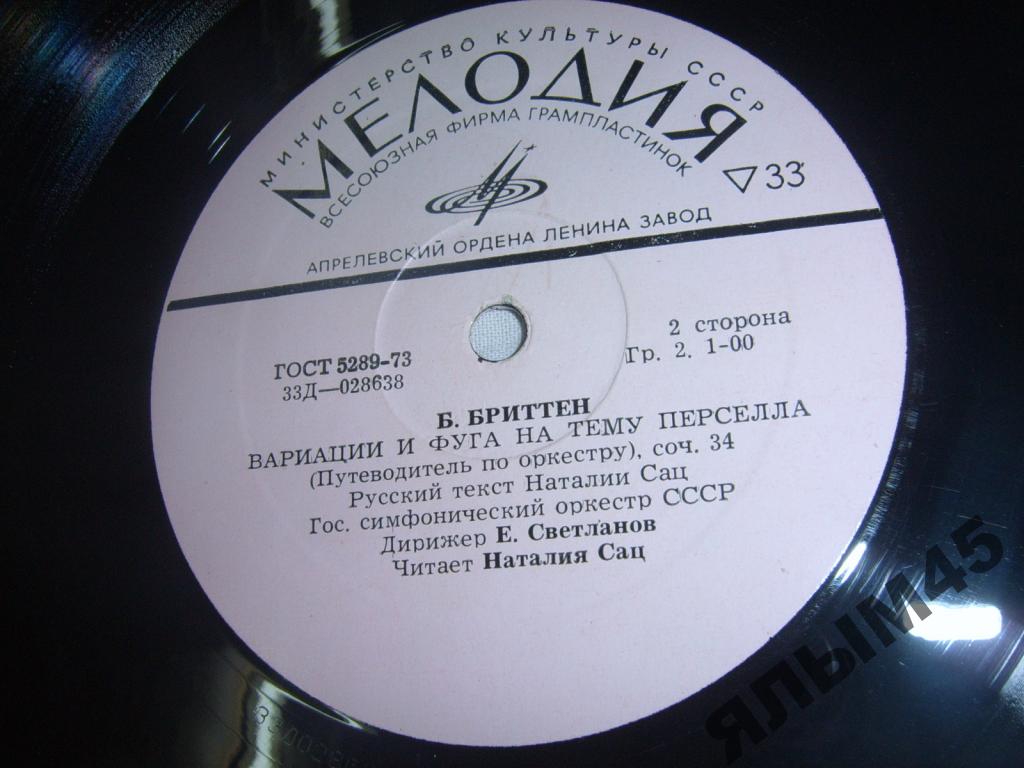 МИНИСТЕРСТВО КУЛЬТУРЫ СССР
МЕЛОДИЯ
ВСЕСОЮЗНАЯ ФИРМА ГРАМПЛАСТИНОК
33
АПРЕЛЕВСКИЙ ОРДЕНА ЛЕНИНА ЗАВОД
2 сторона
ГОСТ 5289-73
Гр. 2. 1-00
33Д—028638
Б. БРИТТЕН
ВАРИАЦИИ И ФУГА НА ТЕМУ ПЕРСЕЛЛА
(Путеводитель по оркестру), соч. 34
Русский текст Наталии Сац
Гос. симфонический оркестр СССР
Дирижер Е. Светланов
Читает Наталия Сац
ЯЛЫМ45